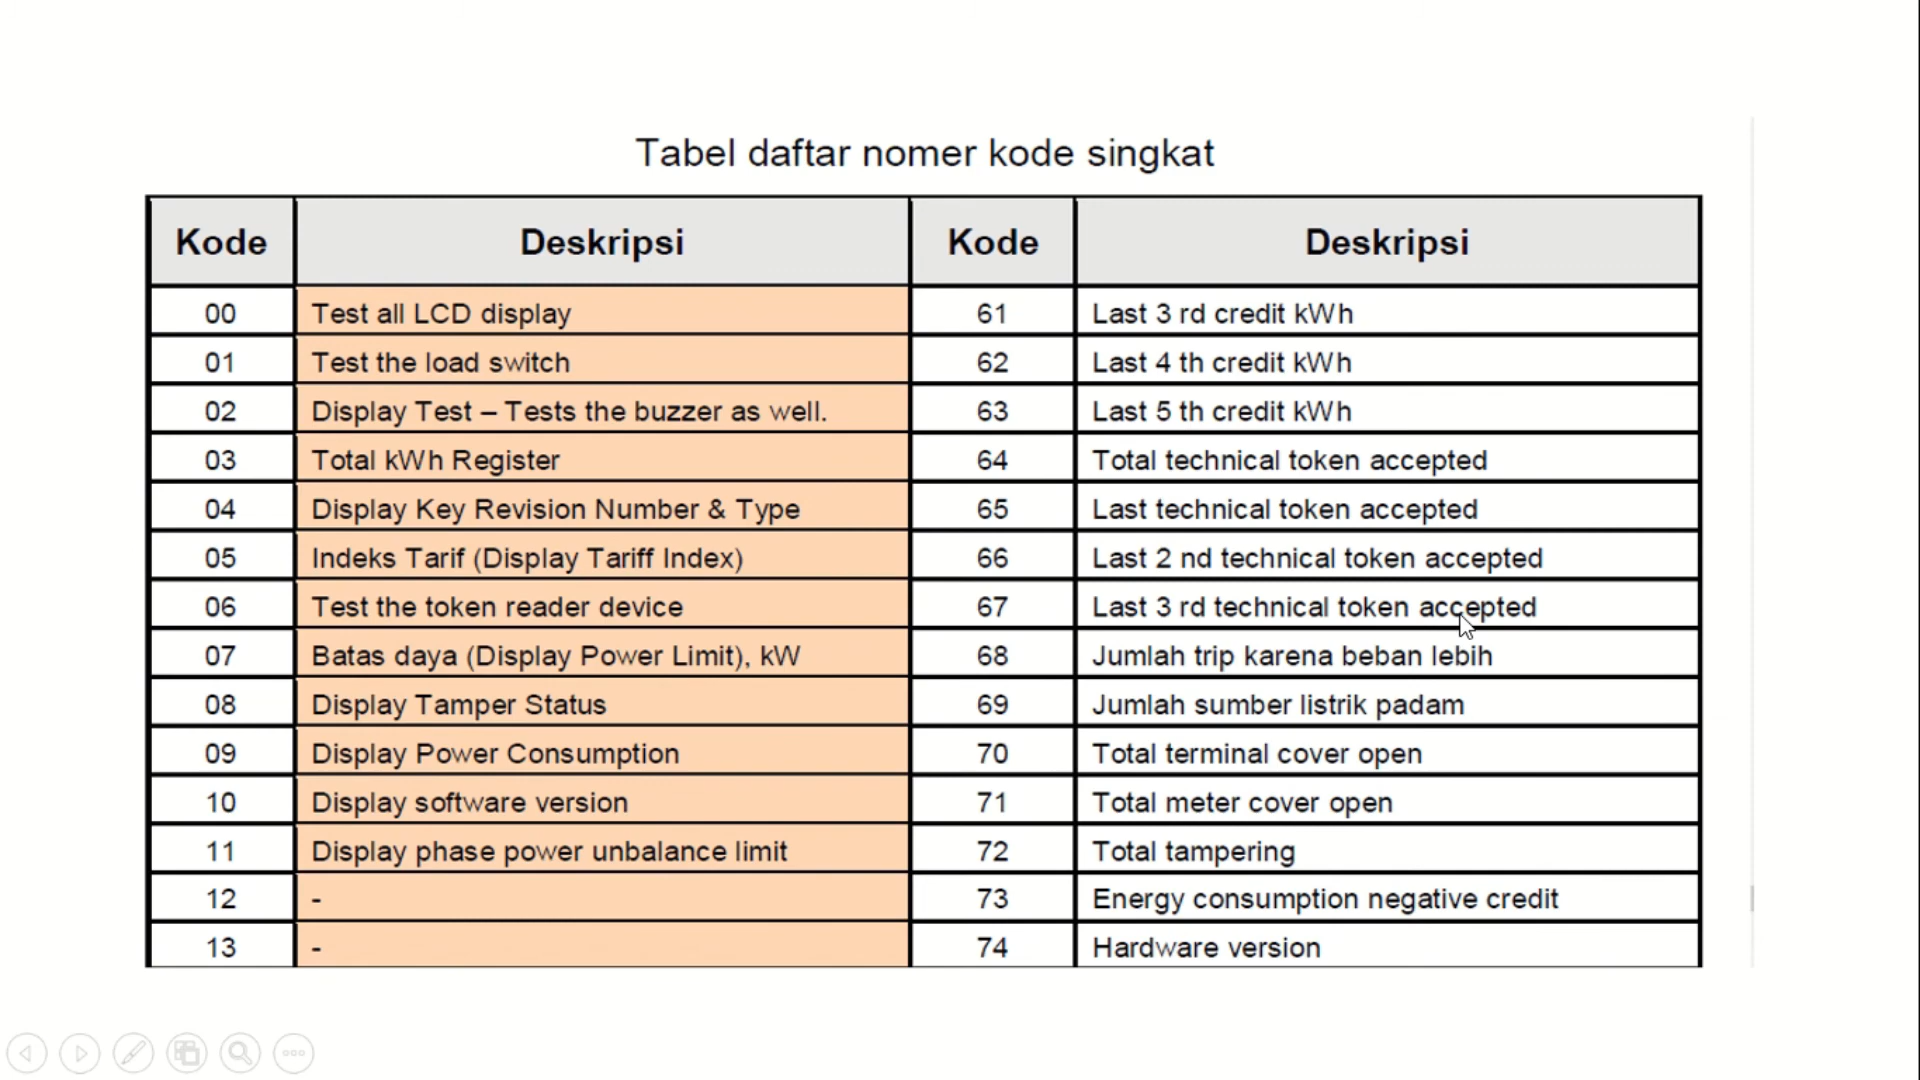 Tabel daftar nomer kode singkat
Kode Deskripsi Kode Deskripsi
00 Test all LCD display 61 Last 3 rd credit kWh
01 Test the load switch 62 Last 4 th credit kWh
02 Display Test – Tests the buzzer as well. 63 Last 5 th credit kWh
03 Total kWh Register 64 Total technical token accepted
04 Display Key Revision Number & Type 65 Last technical token accepted
05 Indeks Tarif (Display Tariff Index) 66 Last 2 nd technical token accepted
06 Test the token reader device 67 Last 3 rd technical token accepted
07 Batas daya (Display Power Limit), kW 68 Jumlah trip karena beban lebih
08 Display Tamper Status 69 Jumlah sumber listrik padam
09 Display Power Consumption 70 Total terminal cover open
10 Display software version 71 Total meter cover open
11 Display phase power unbalance limit 72 Total tampering
12 - 73 Energy consumption negative credit
13 - 74 Hardware version